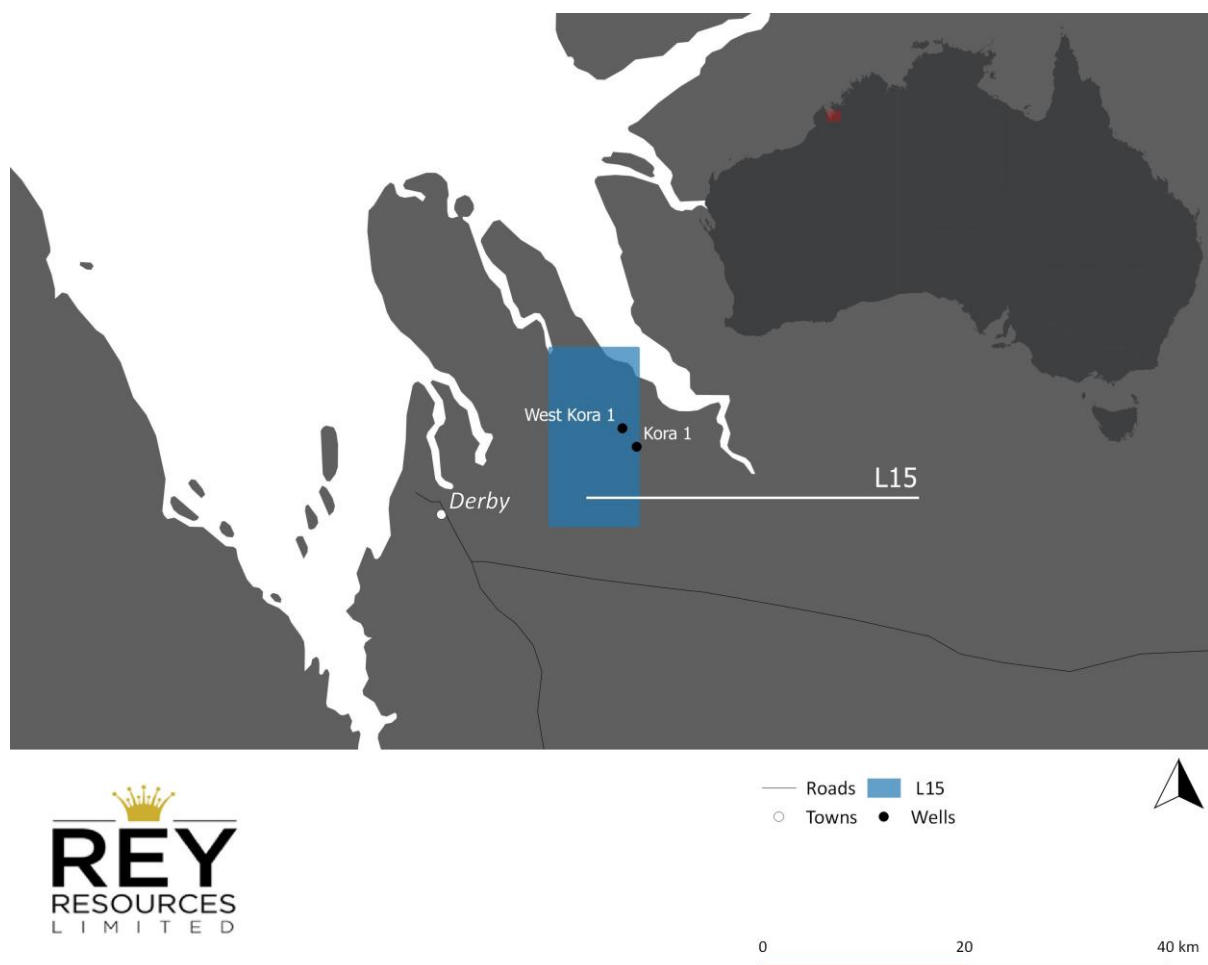 West Kora 1
Kora 1
L15
Derby
Roads L15
Towns Wells
REY
RESOURCES
LIMITED
0 20 40 km